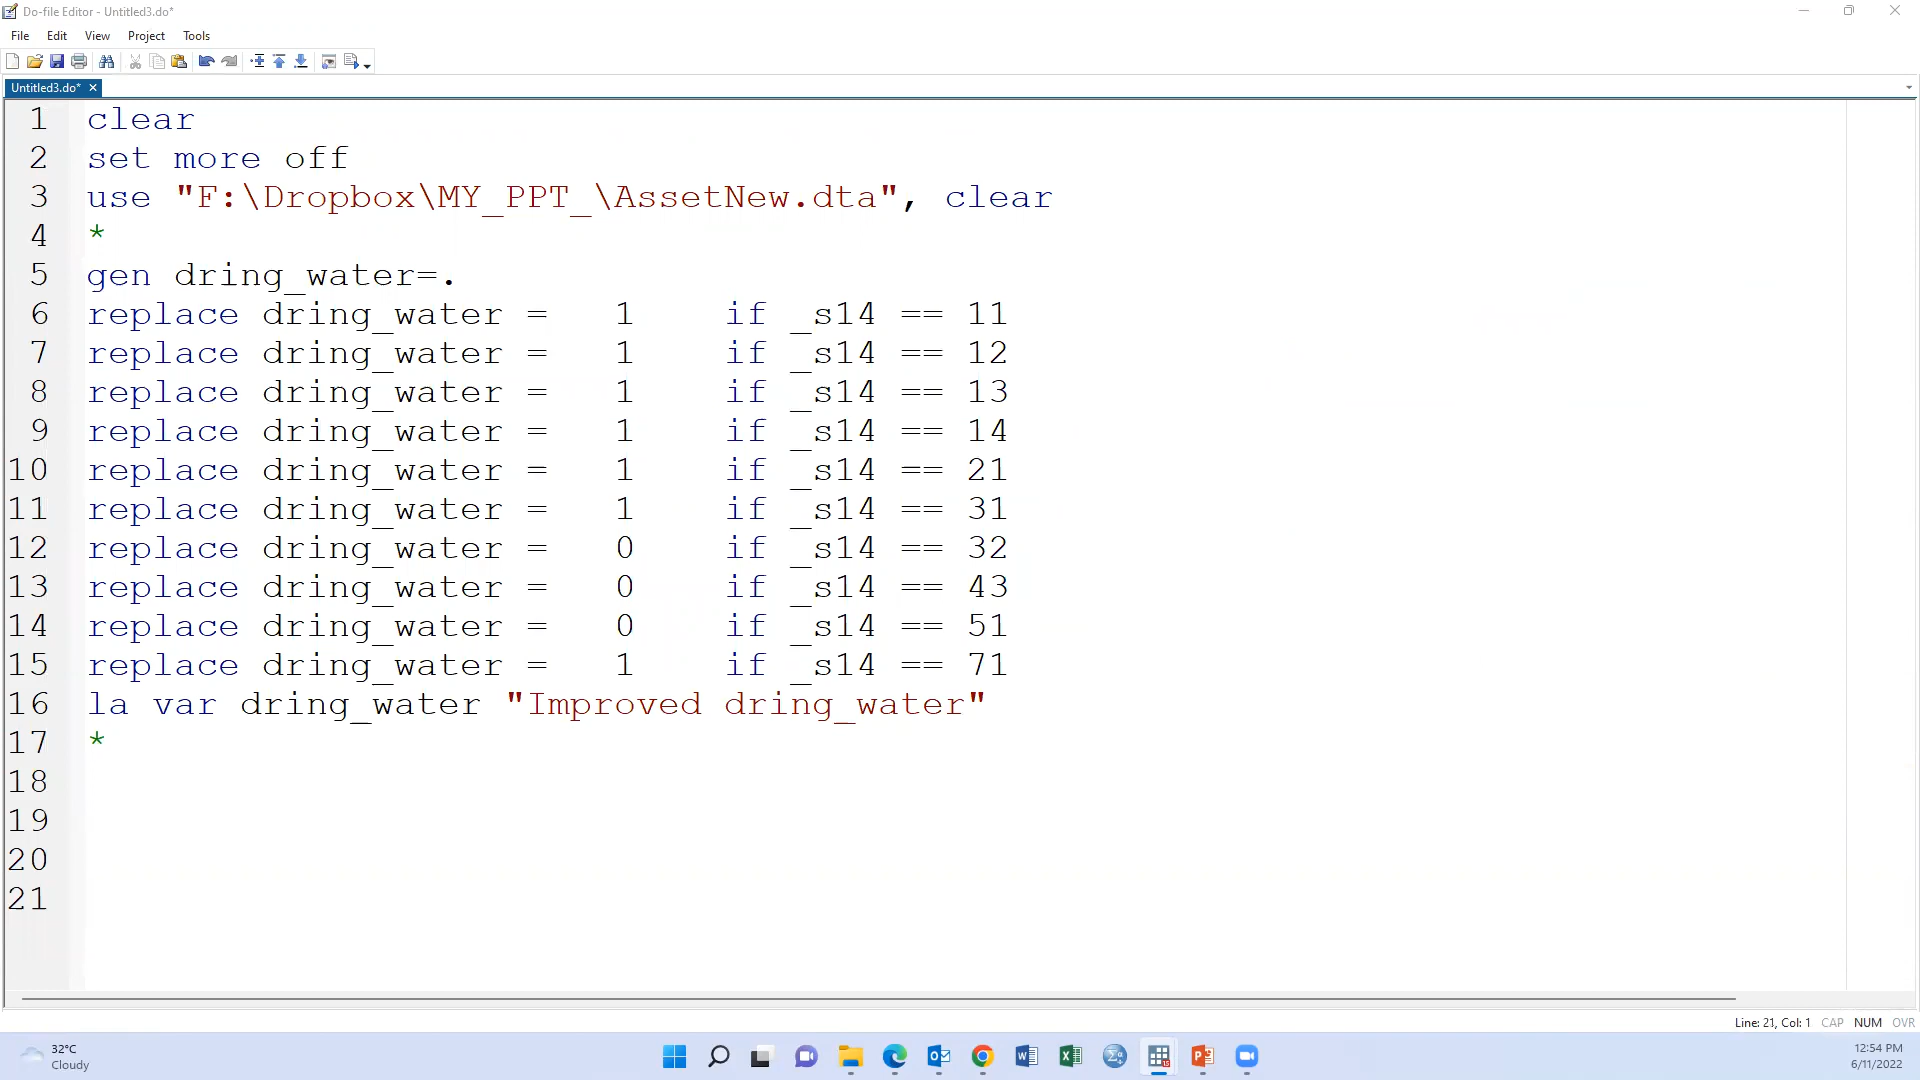 Do-file Editor - Untitled3.do*
File Edit View Project Tools
Untitled3.do*
1 clear
2 set more off
3 use "F:\Dropbox\MY_PPT_\AssetNew.dta", clear
4 *
5 gen dring_water=.
6 replace dring_water = 1 if _s14 == 11
7 replace dring_water = 1 if _s14 == 12
8 replace dring_water = 1 if _s14 == 13
9 replace dring_water = 1 if _s14 == 14
10 replace dring_water = 1 if _s14 == 21
11 replace dring_water = 1 if _s14 == 31
12 replace dring_water = 0 if _s14 == 32
13 replace dring_water = 0 if _s14 == 43
14 replace dring_water = 0 if _s14 == 51
15 replace dring_water = 1 if _s14 == 71
16 la var dring_water "Improved dring_water"
17 *
18
19
20
21
Line: 21, Col: 1 CAP NUM OVR
32°C
Cloudy
12:54 PM
6/11/2022